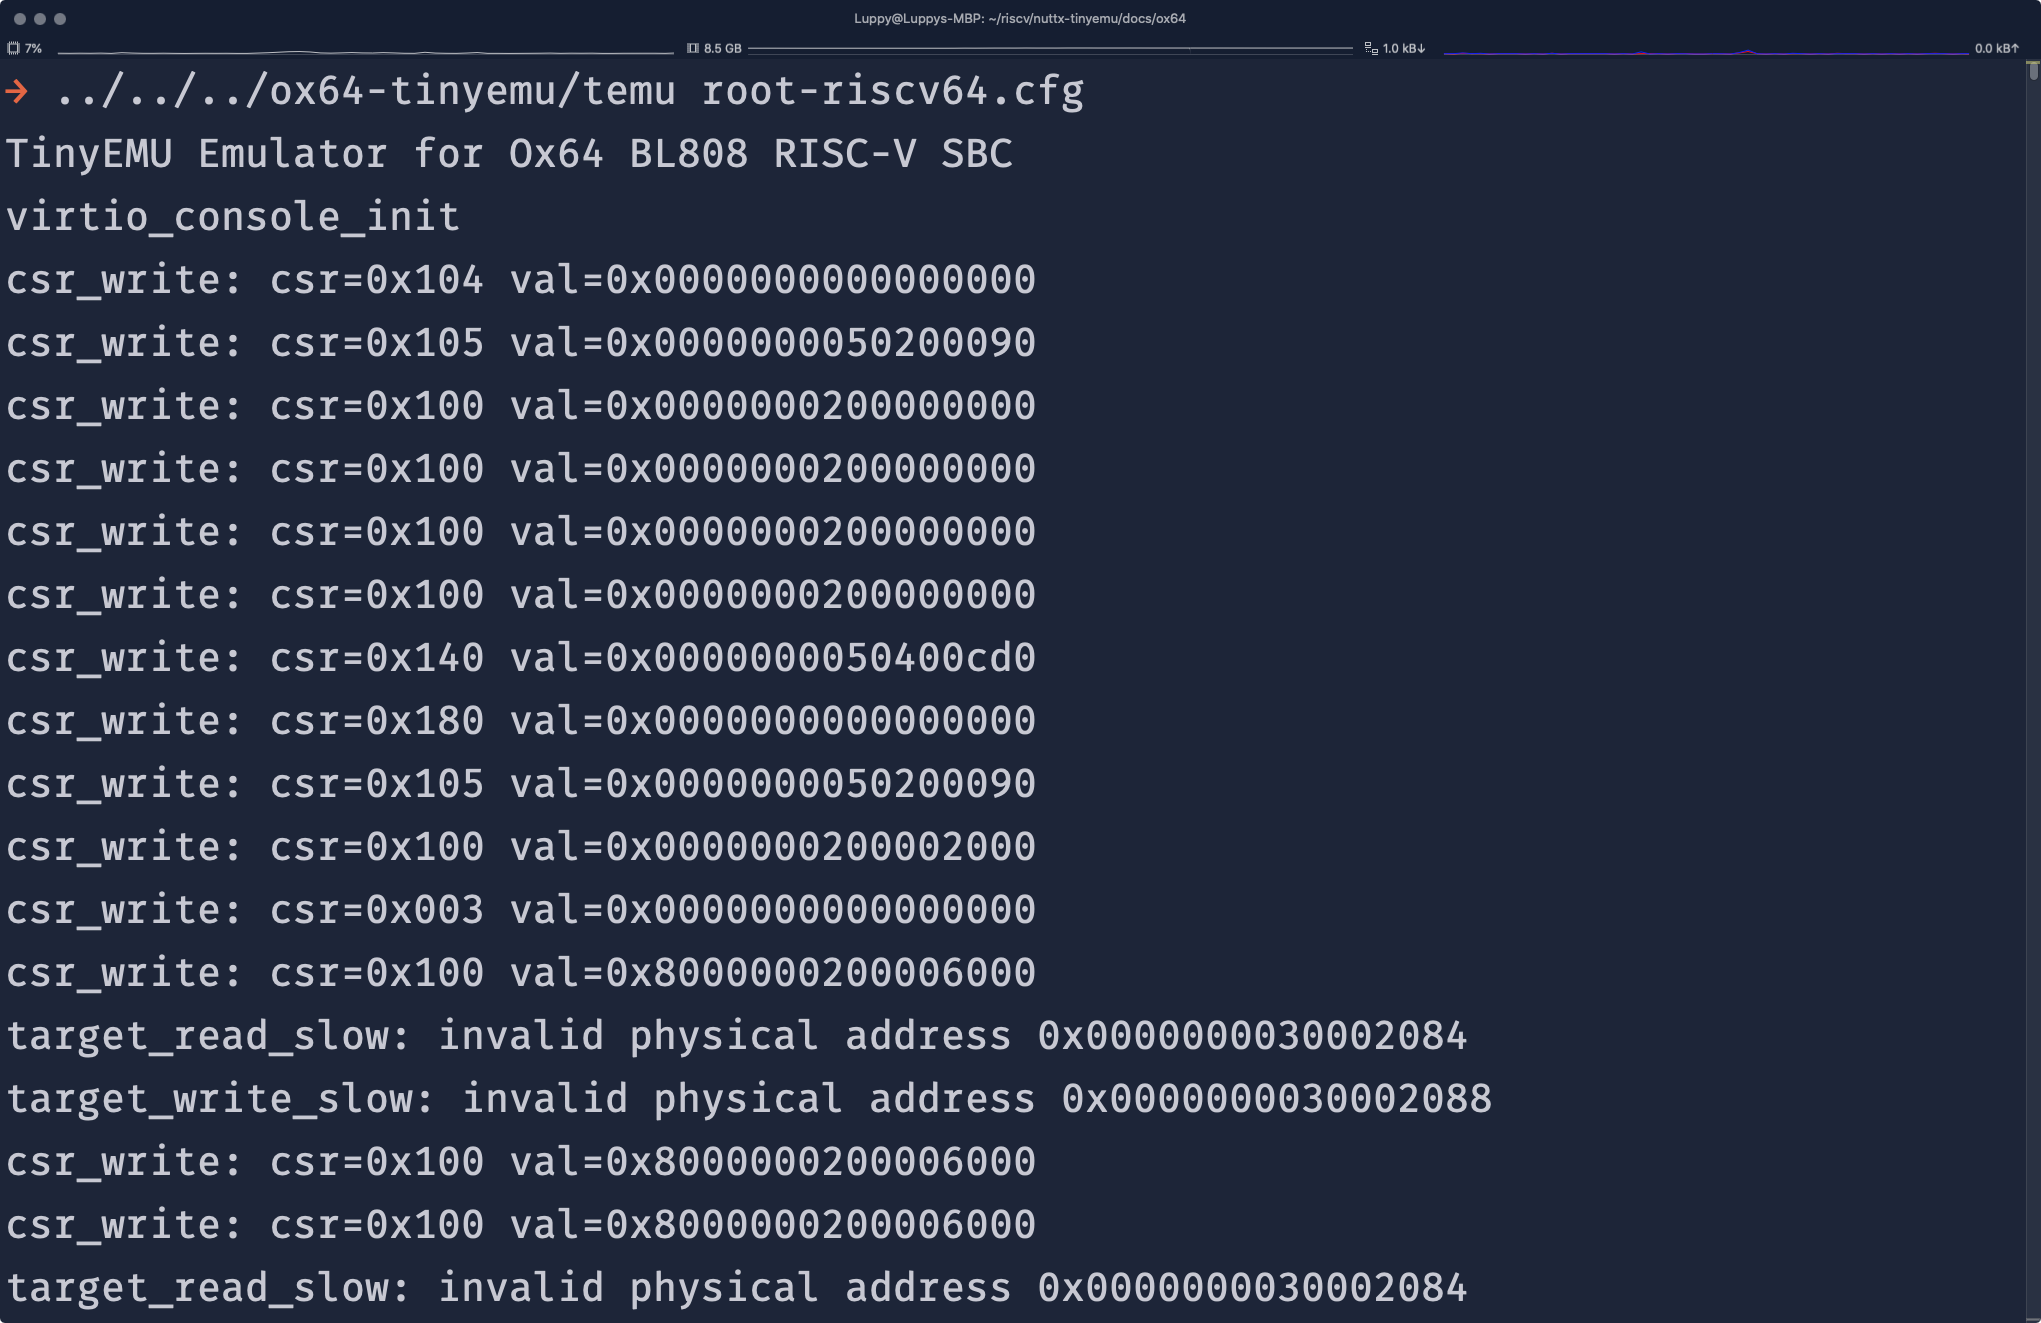 Luppy@Luppys-MBP: ~/riscv/nuttx-tinyemu/docs/ox64
7% 8.5 GB 1.0 kB↓ 0.0 kB↑
→ ../../../ox64-tinyemu/temu root-riscv64.cfg
TinyEMU Emulator for Ox64 BL808 RISC-V SBC
virtio_console_init
csr_write: csr=0x104 val=0x0000000000000000
csr_write: csr=0x105 val=0x0000000050200090
csr_write: csr=0x100 val=0x0000000200000000
csr_write: csr=0x100 val=0x0000000200000000
csr_write: csr=0x100 val=0x0000000200000000
csr_write: csr=0x100 val=0x0000000200000000
csr_write: csr=0x140 val=0x0000000050400cd0
csr_write: csr=0x180 val=0x0000000000000000
csr_write: csr=0x105 val=0x0000000050200090
csr_write: csr=0x100 val=0x0000000200002000
csr_write: csr=0x003 val=0x0000000000000000
csr_write: csr=0x100 val=0x8000000200006000
target_read_slow: invalid physical address 0x0000000030002084
target_write_slow: invalid physical address 0x0000000030002088
csr_write: csr=0x100 val=0x8000000200006000
csr_write: csr=0x100 val=0x8000000200006000
target_read_slow: invalid physical address 0x0000000030002084